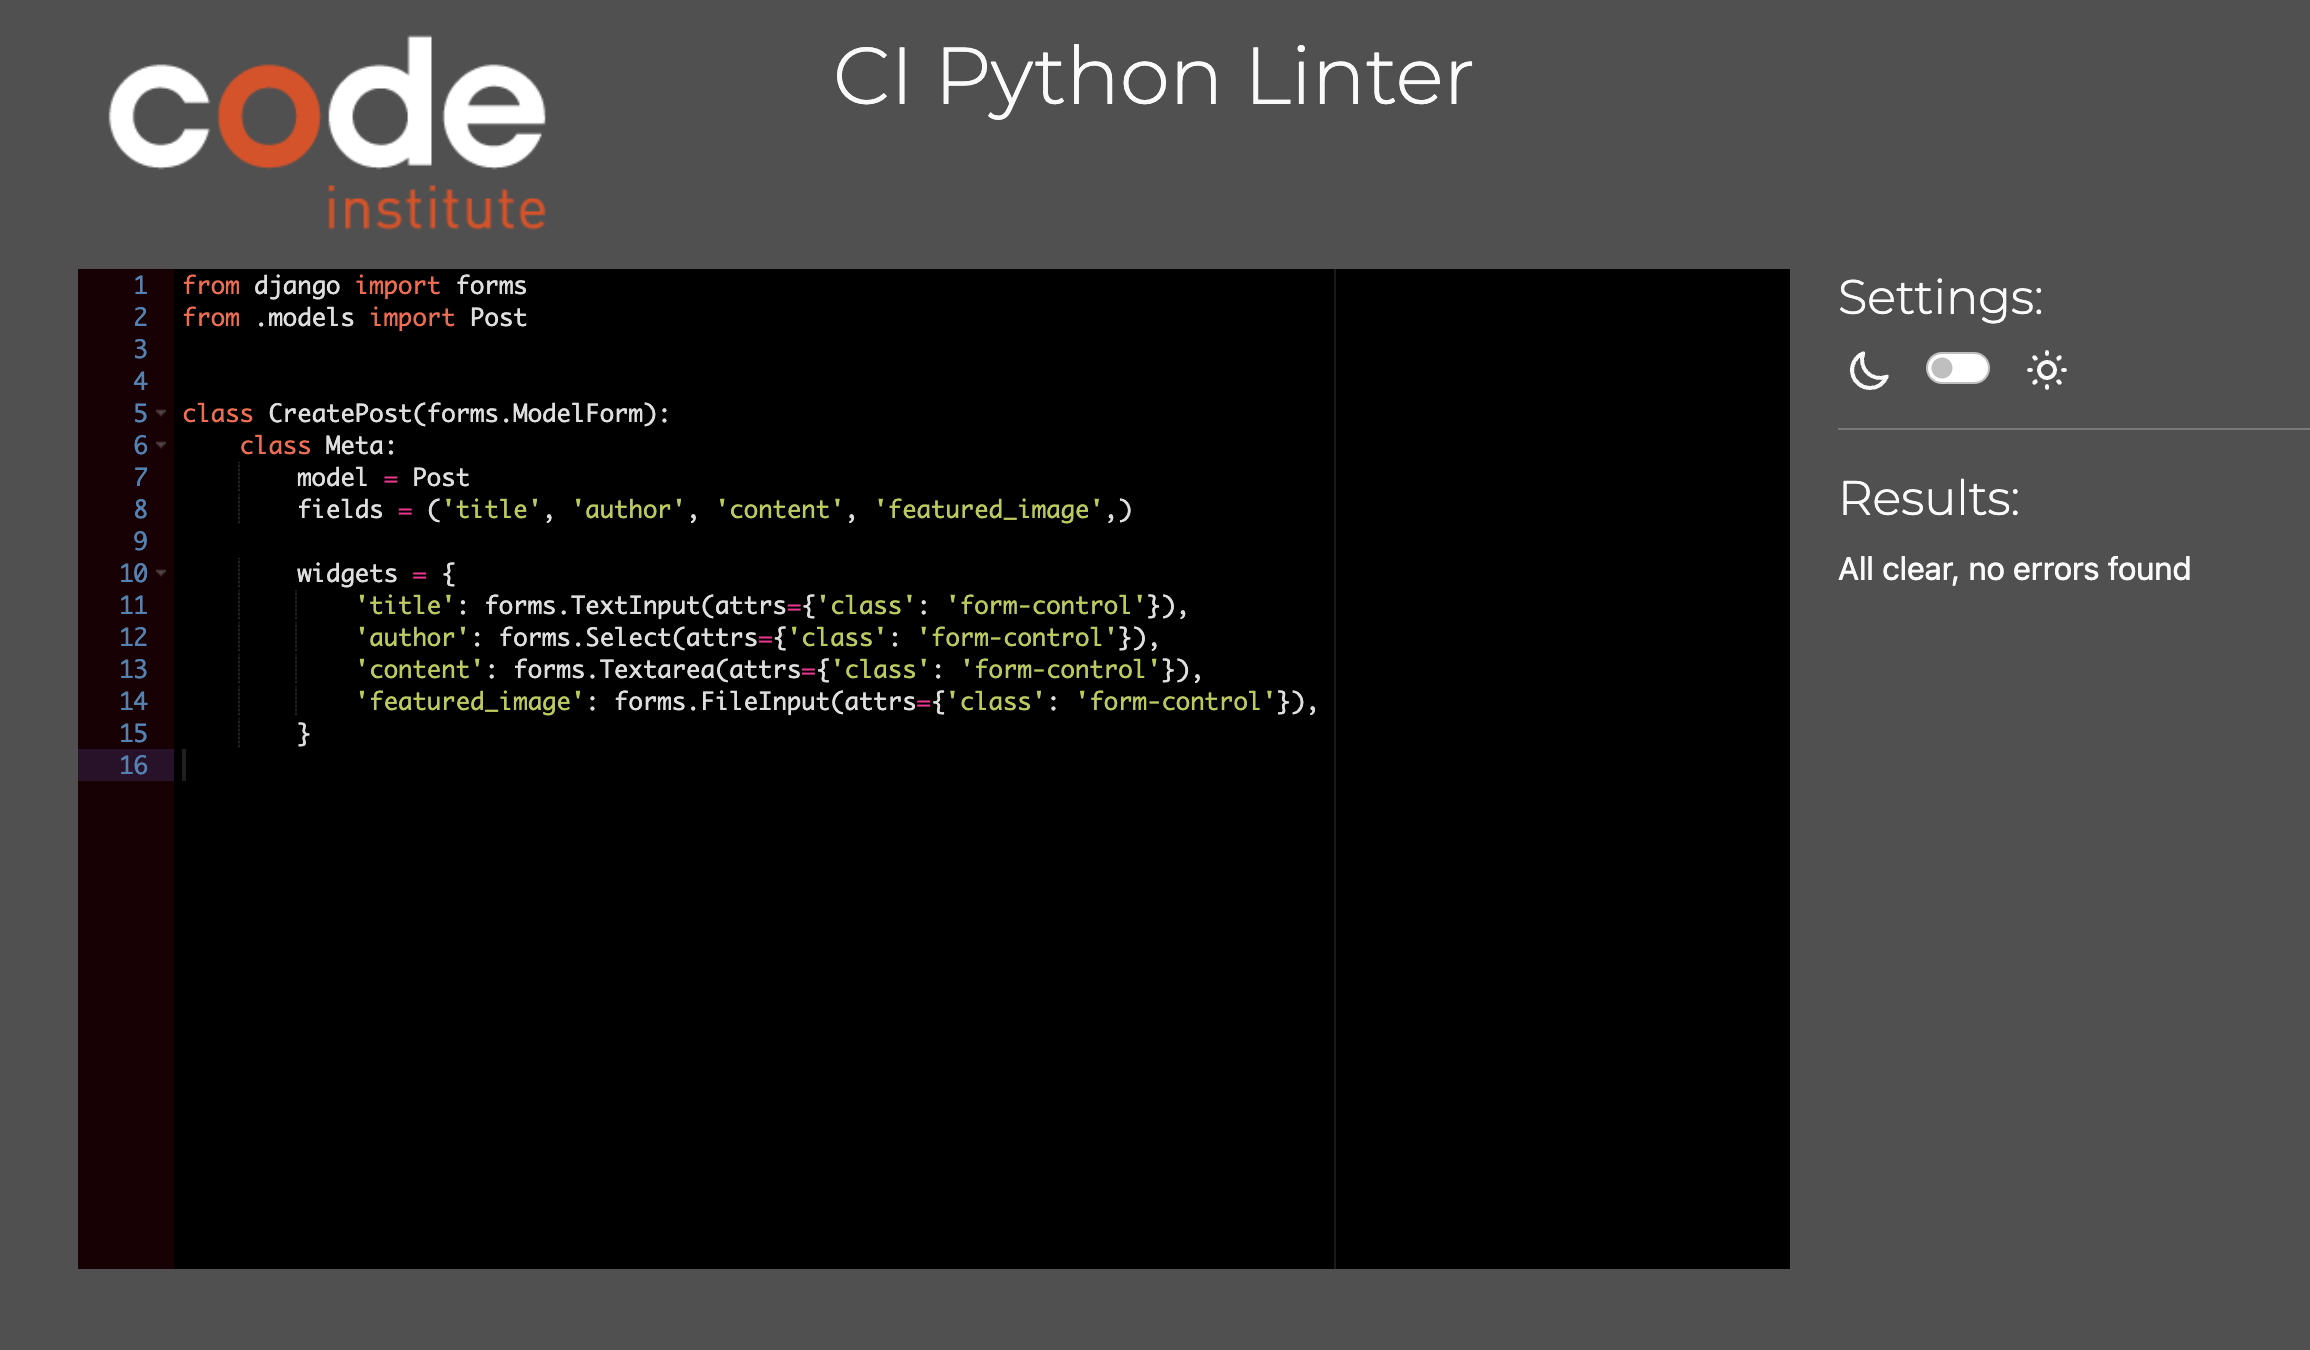 code
institute
CI Python Linter
1 from django import forms
2 from .models import Post
3
4
5 class CreatePost(forms.ModelForm):
6     class Meta:
7         model = Post
8         fields = ('title', 'author', 'content', 'featured_image',)
9
10         widgets = {
11             'title': forms.TextInput(attrs={'class': 'form-control'}),
12             'author': forms.Select(attrs={'class': 'form-control'}),
13             'content': forms.Textarea(attrs={'class': 'form-control'}),
14             'featured_image': forms.FileInput(attrs={'class': 'form-control'}),
15         }
16
Settings:
Results:
All clear, no errors found